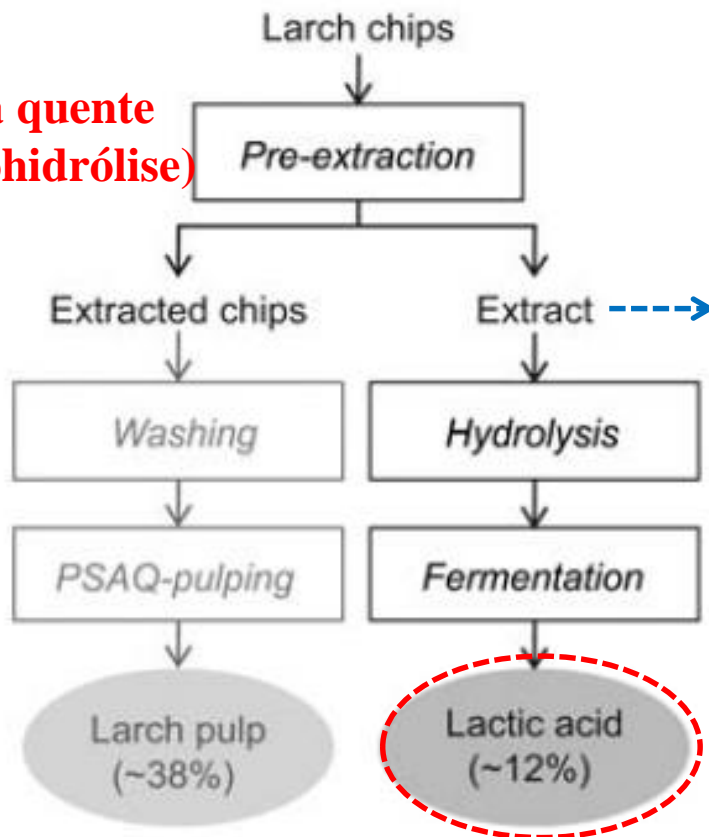 Larch chips
quente
Pre-extraction
Extracted chips
Extract
Washing
Hydrolysis
PSAQ-pulping
Fermentation
Larch pulp
(~38%)
Lactic acid
(~12%)